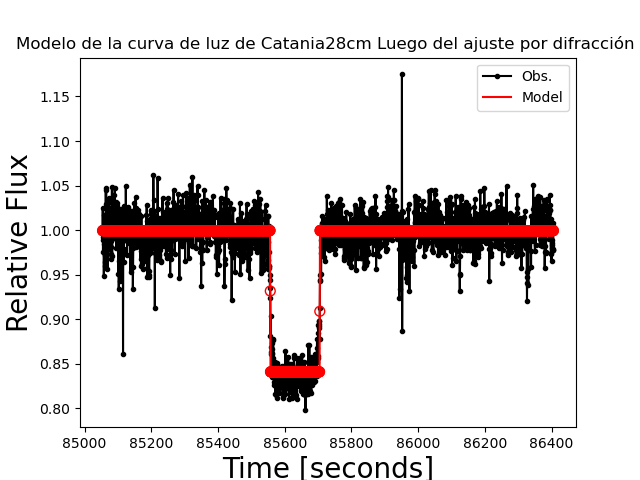 Modelo de la curva de luz de Catania28cm Luego del ajuste por difracción
Obs.
Model
Relative Flux
1.15
1.10
1.05
1.00
0.95
0.90
0.85
0.80
85000 85200 85400 85600 85800 86000 86200 86400
Time [seconds]